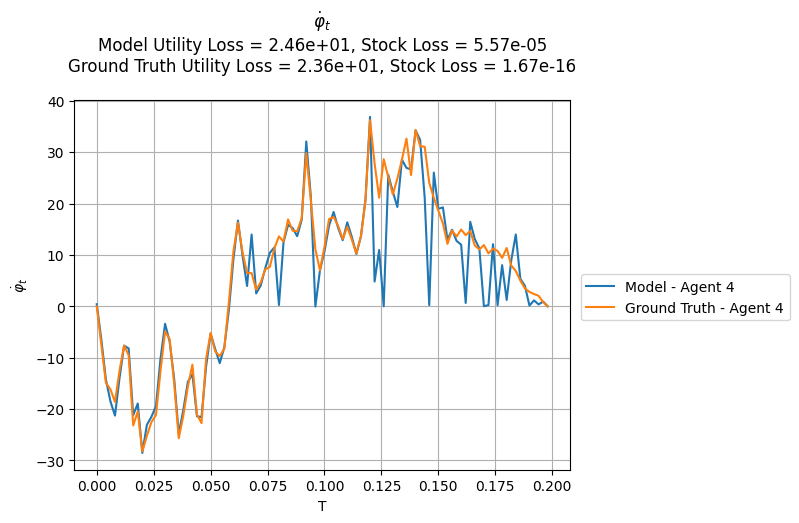 φ̇ₜ
Model Utility Loss = 2.46e+01, Stock Loss = 5.57e-05
Ground Truth Utility Loss = 2.36e+01, Stock Loss = 1.67e-16
40
30
20
10
0
−10
−20
−30
φ̇ₜ
0.000 0.025 0.050 0.075 0.100 0.125 0.150 0.175 0.200
T
Model - Agent 4
Ground Truth - Agent 4